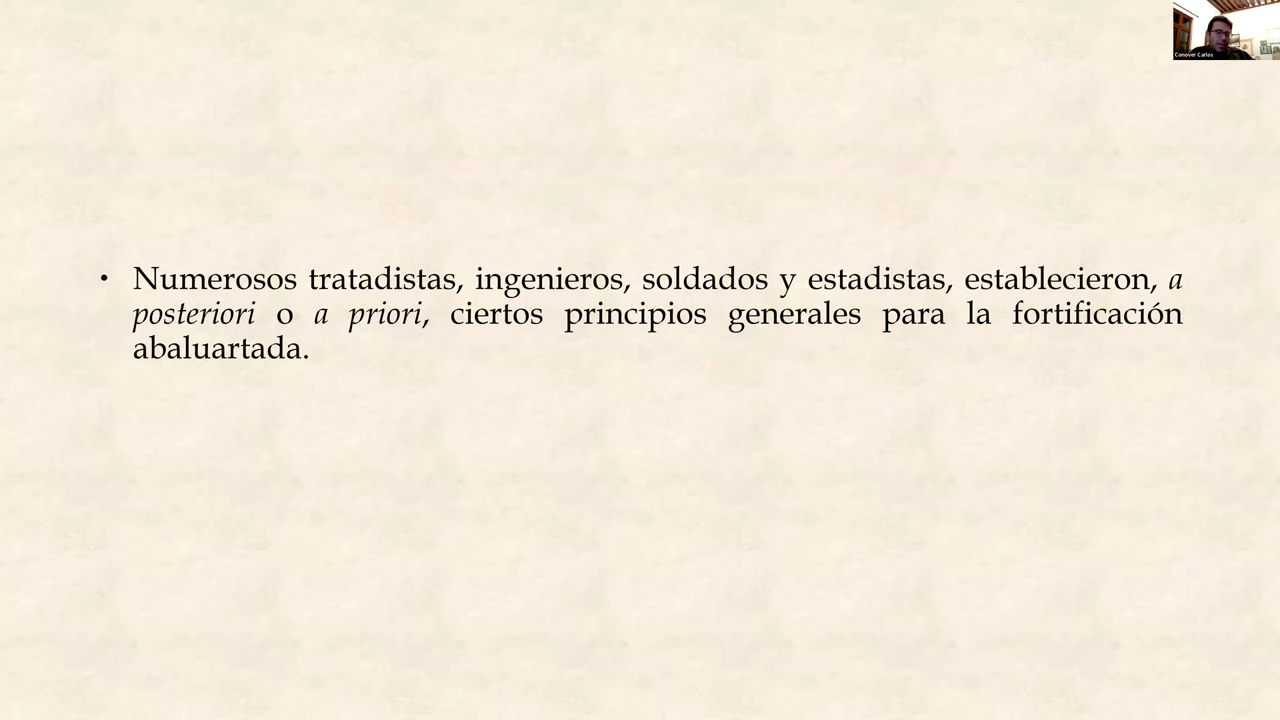 Conover Carlos
• Numerosos tratadistas, ingenieros, soldados y estadistas, establecieron, a
posteriori o a priori, ciertos principios generales para la fortificación
abaluartada.